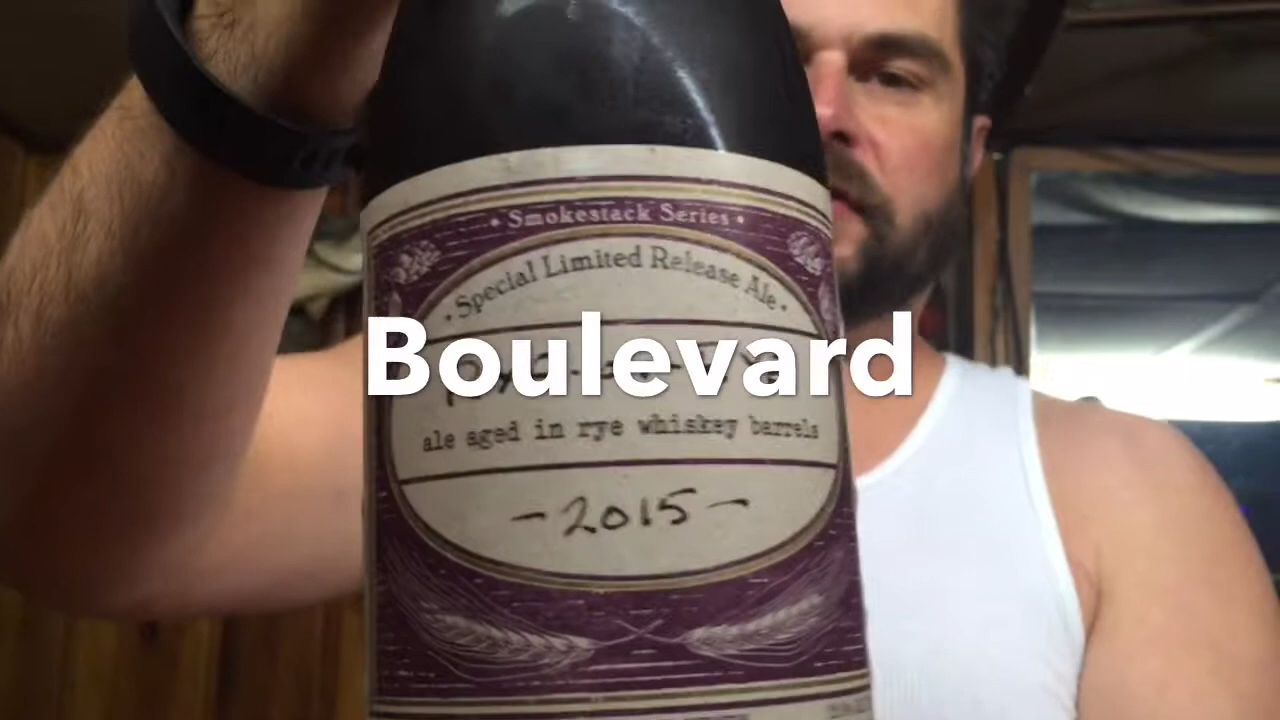 • Smokestack Series •
• Special Limited Release Ale •
Boulevard
ale aged in rye whiskey barrels
- 2015 -